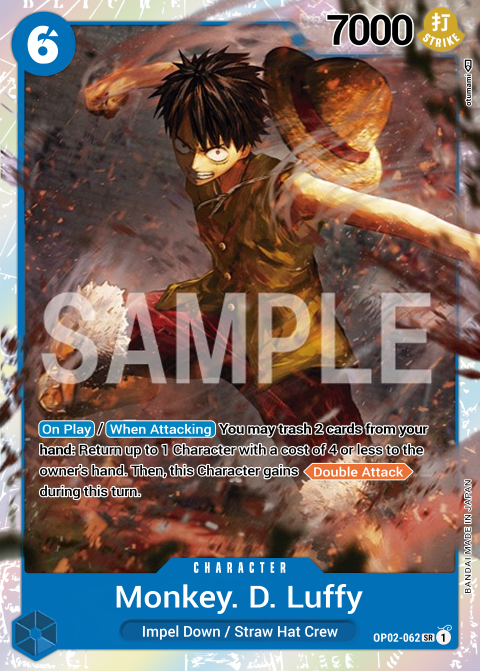 6
7000
打
STRIKE
otumami
SAMPLE
On Play / When Attacking You may trash 2 cards from your
hand: Return up to 1 Character with a cost of 4 or less to the
owner's hand. Then, this Character gains Double Attack
during this turn.
BANDAI MADE IN JAPAN
CHARACTER
Monkey. D. Luffy
Impel Down / Straw Hat Crew
OP02-062 SR 1